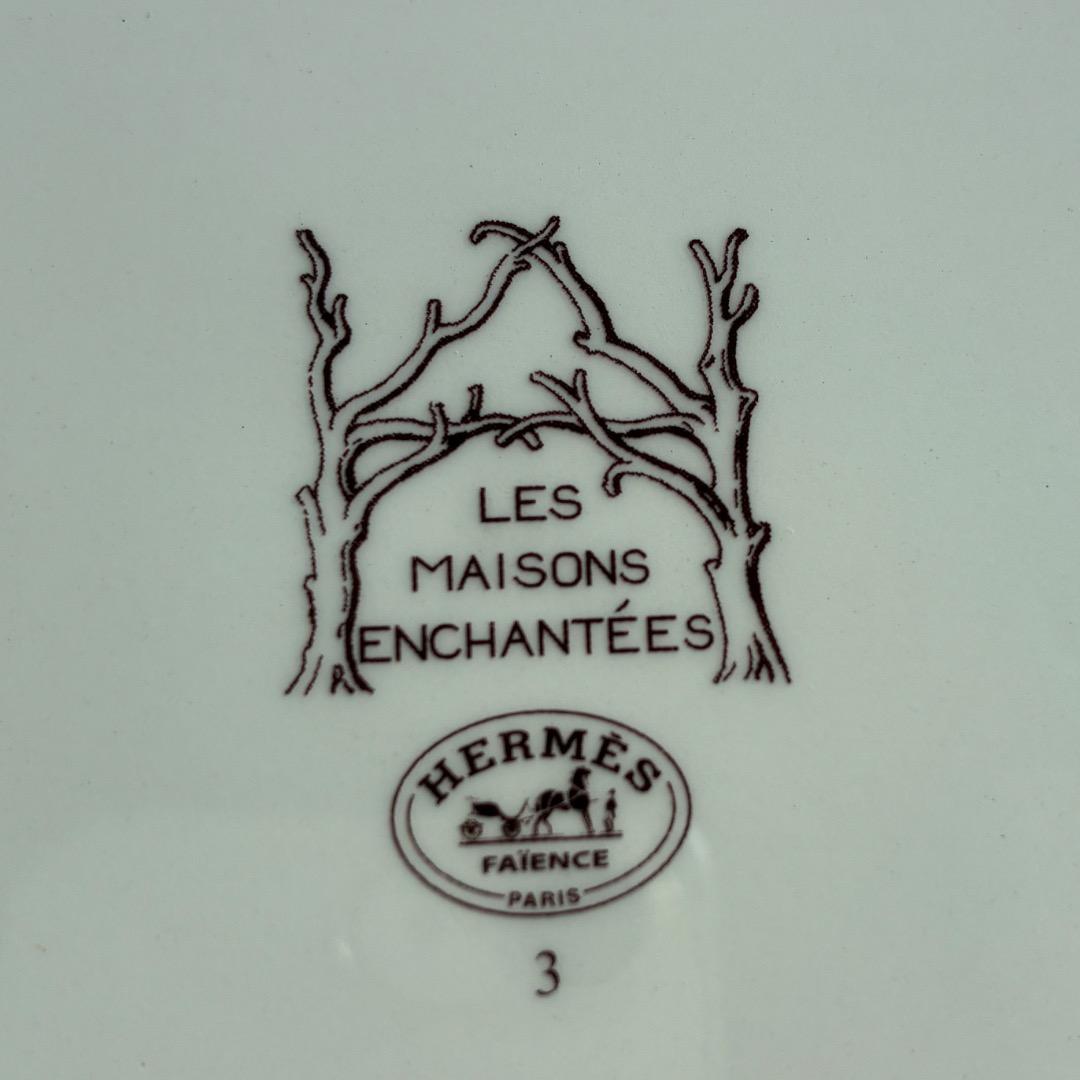 LES
MAISONS
ENCHANTÉES
HERMÈS
FAÏENCE
PARIS
3